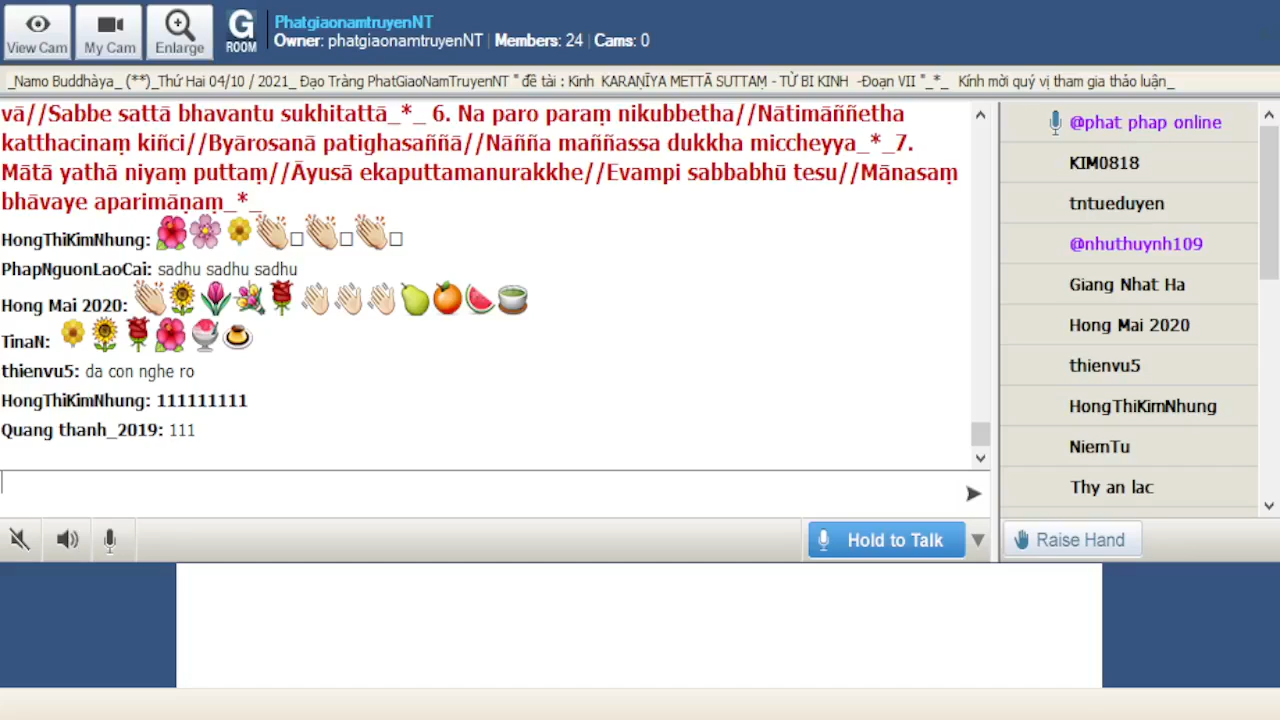 View Cam
My Cam
Enlarge
G
ROOM
PhatgiaonamtruyenNT
Owner: phatgiaonamtruyenNT | Members: 24 | Cams: 0
_Namo Buddhàya_ (**)_Thứ Hai 04/10 / 2021_ Đạo Tràng PhatGiaoNamTruyenNT " đề tài : Kinh KARAṆĪYA METTĀ SUTTAṂ - TỪ BI KINH -Đoạn VII "_*_ Kính mời quý vị tham gia thảo luận_
vā//Sabbe sattā bhavantu sukhitattā_*_ 6. Na paro paraṃ nikubbetha//Nātimāññetha
katthacinaṃ kiñci//Byārosanā patighasaññā//Nāñña maññassa dukkha miccheyya_*_7.
Mātā yathā niyaṃ puttaṃ//Āyusā ekaputtamanurakkhe//Evampi sabbabhū tesu//Mānasaṃ
bhāvaye aparimāṇaṃ_*_
HongThiKimNhung:
PhapNguonLaoCai: sadhu sadhu sadhu
Hong Mai 2020:
TinaN:
thienvu5: da con nghe ro
HongThiKimNhung: 111111111
Quang thanh_2019: 111
@phat phap online
KIM0818
tntueduyen
@nhuthuynh109
Giang Nhat Ha
Hong Mai 2020
thienvu5
HongThiKimNhung
NiemTu
Thy an lac
Hold to Talk
Raise Hand